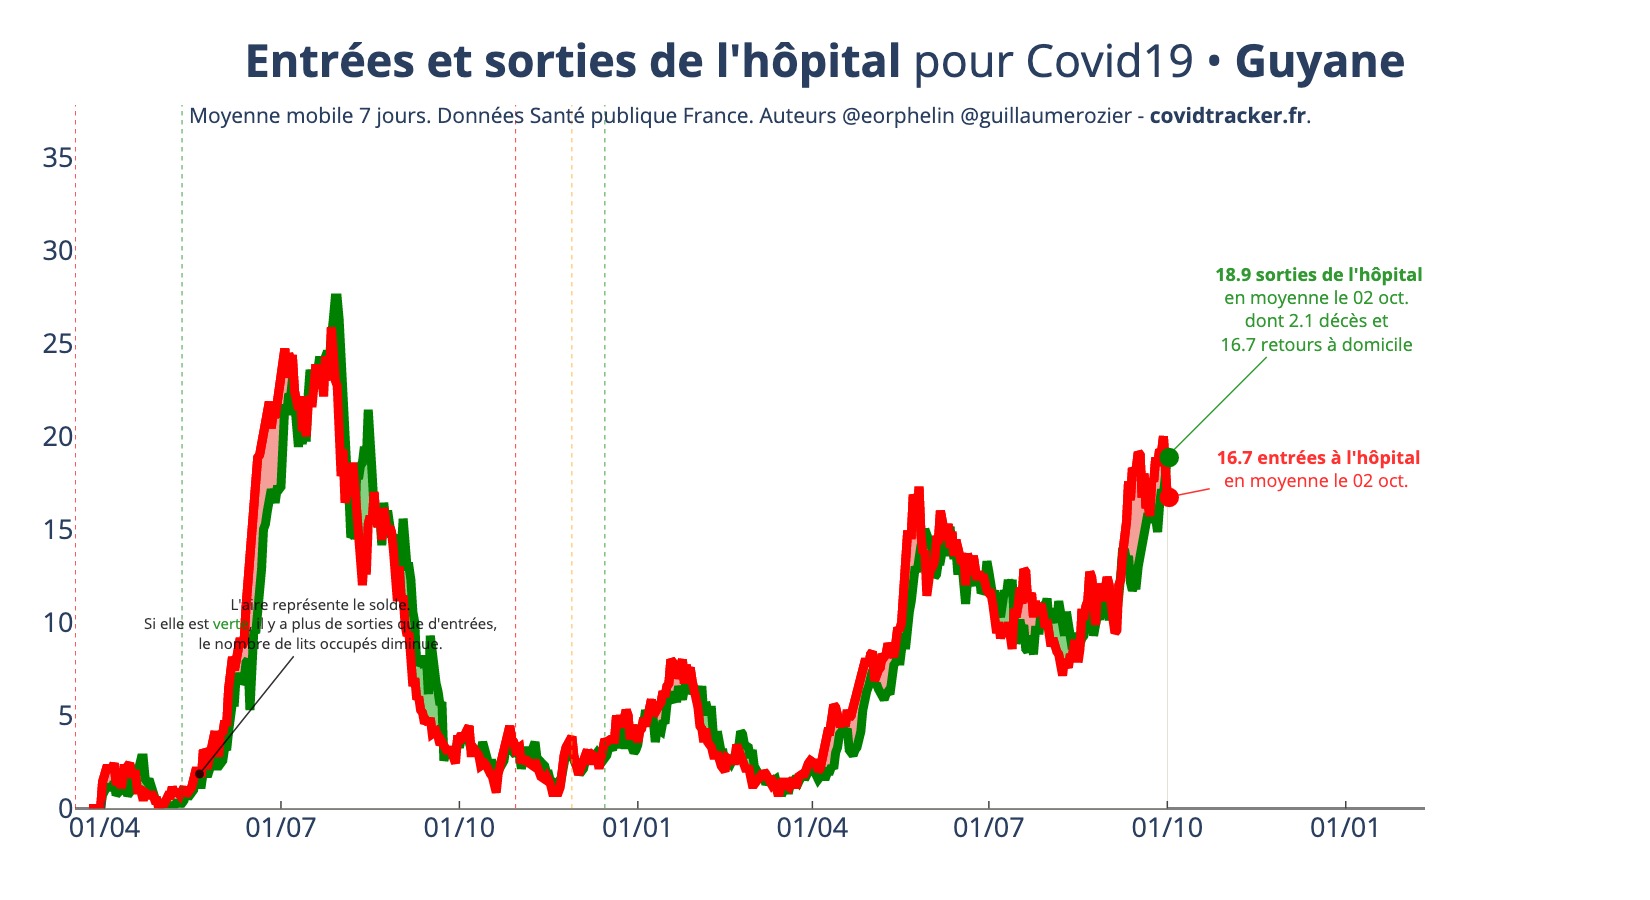 Entrées et sorties de l'hôpital pour Covid19 • Guyane
Moyenne mobile 7 jours. Données Santé publique France. Auteurs @eorphelin @guillaumerozier - covidtracker.fr.
35
30
25
20
15
10
5
0
18.9 sorties de l'hôpital
en moyenne le 02 oct.
dont 2.1 décès et
16.7 retours à domicile
16.7 entrées à l'hôpital
en moyenne le 02 oct.
L'aire représente le solde.
Si elle est verte, il y a plus de sorties que d'entrées,
le nombre de lits occupés diminue.
01/04 01/07 01/10 01/01 01/04 01/07 01/10 01/01